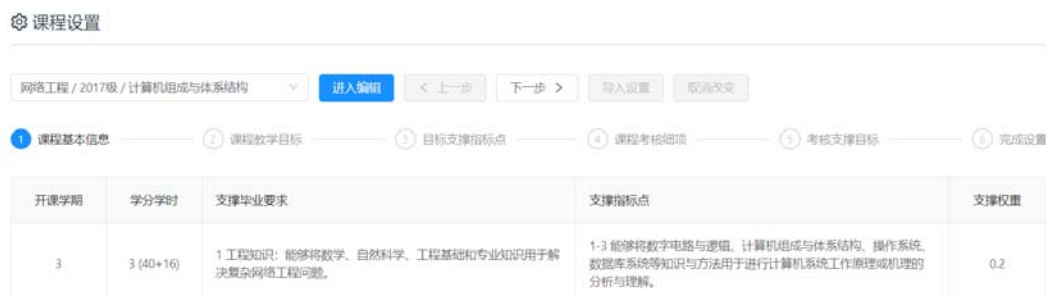 课程设置
网络工程 / 2017级 / 计算机组成与体系结构 进入编辑 < 上一步 下一步 > 导入设置 取消改变
1 课程基本信息 2 课程教学目标 3 目标支撑指标点 4 课程考核细项 5 考核支撑目标 6 完成设置
开课学期 学分学时 支撑毕业要求 支撑指标点 支撑权重
1-3 能够将数字电路与逻辑、计算机组成与体系结构、操作系统、
1 工程知识：能够将数学、自然科学、工程基础和专业知识用于解
3 3 (40+16) 数据库系统等知识与方法用于进行计算机系统工作原理或机理的 0.2
决复杂网络工程问题。
分析与理解。